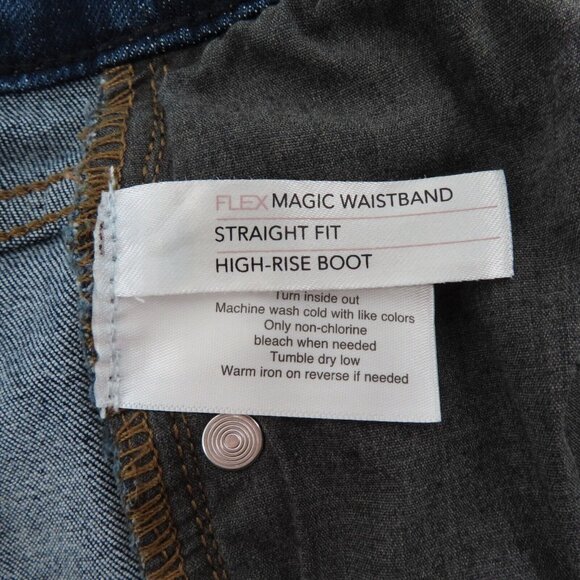 FLEX MAGIC WAISTBAND
STRAIGHT FIT
HIGH-RISE BOOT
Turn inside out
Machine wash cold with like colors
Only non-chlorine
bleach when needed
Tumble dry low
Warm iron on reverse if needed